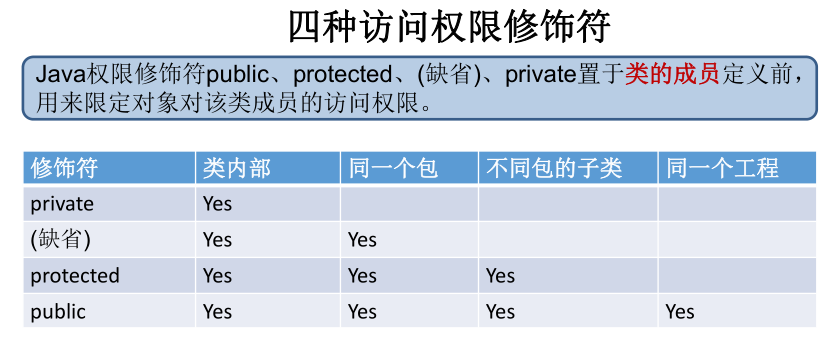 四种访问权限修饰符
Java权限修饰符public、protected、(缺省)、private置于类的成员定义前，
用来限定对象对该类成员的访问权限。
修饰符 类内部 同一个包 不同包的子类 同一个工程
private Yes
(缺省) Yes Yes
protected Yes Yes Yes
public Yes Yes Yes Yes